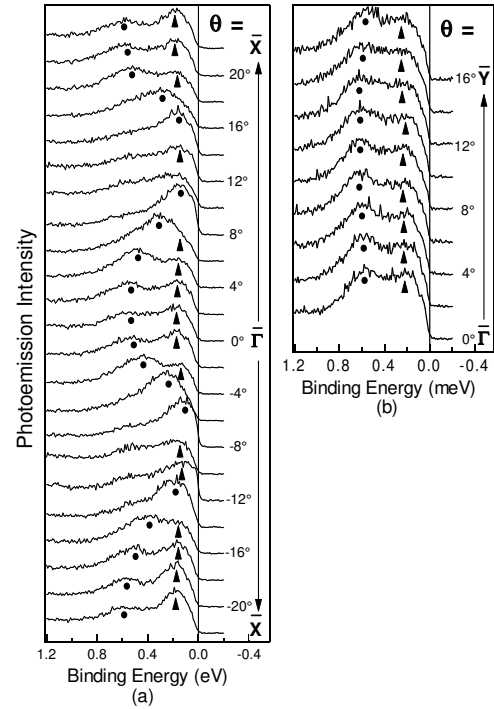 θ =
X̄
20°
16°
12°
8°
4°
0° Γ̄
-4°
-8°
-12°
-16°
-20°
X̄
1.2 0.8 0.4 0.0 -0.4
Photoemission Intensity
Binding Energy (eV)
(a)
θ =
16° Ȳ
12°
8°
4°
0° Γ̄
1.2 0.8 0.4 0.0
Binding Energy (meV)
(b)